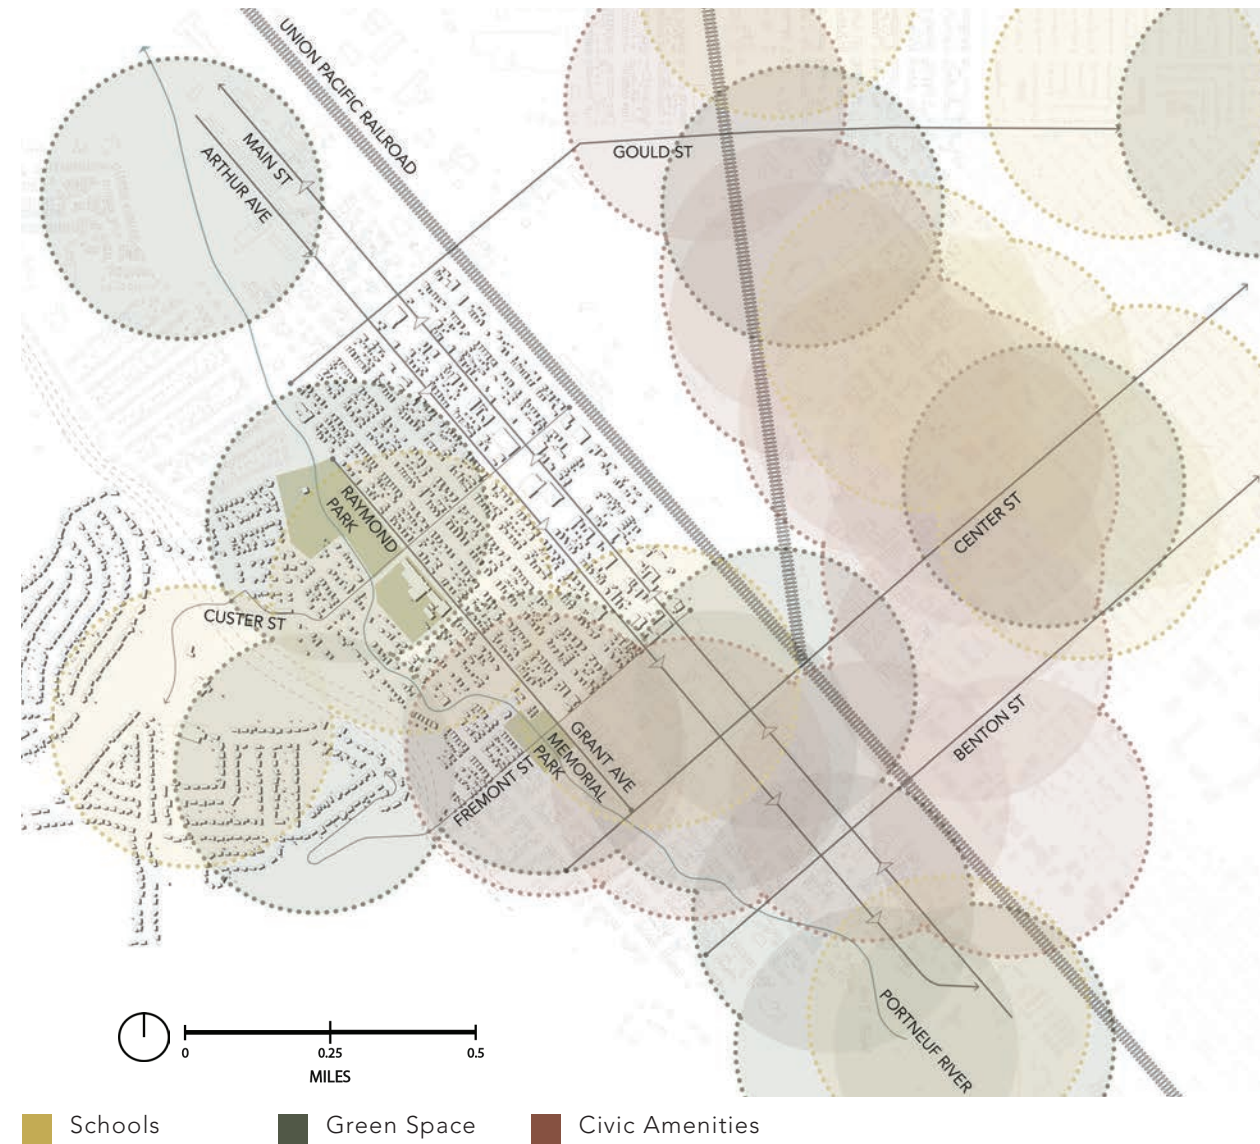 UNION PACIFIC RAILROAD
MAIN ST
ARTHUR AVE
GOULD ST
RAYMOND
PARK
CENTER ST
CUSTER ST
BENTON ST
GRANT AVE
MEMORIAL
PARK
FREMONT ST
PORTNEUF RIVER
0 0.25 0.5
MILES
Schools Green Space Civic Amenities